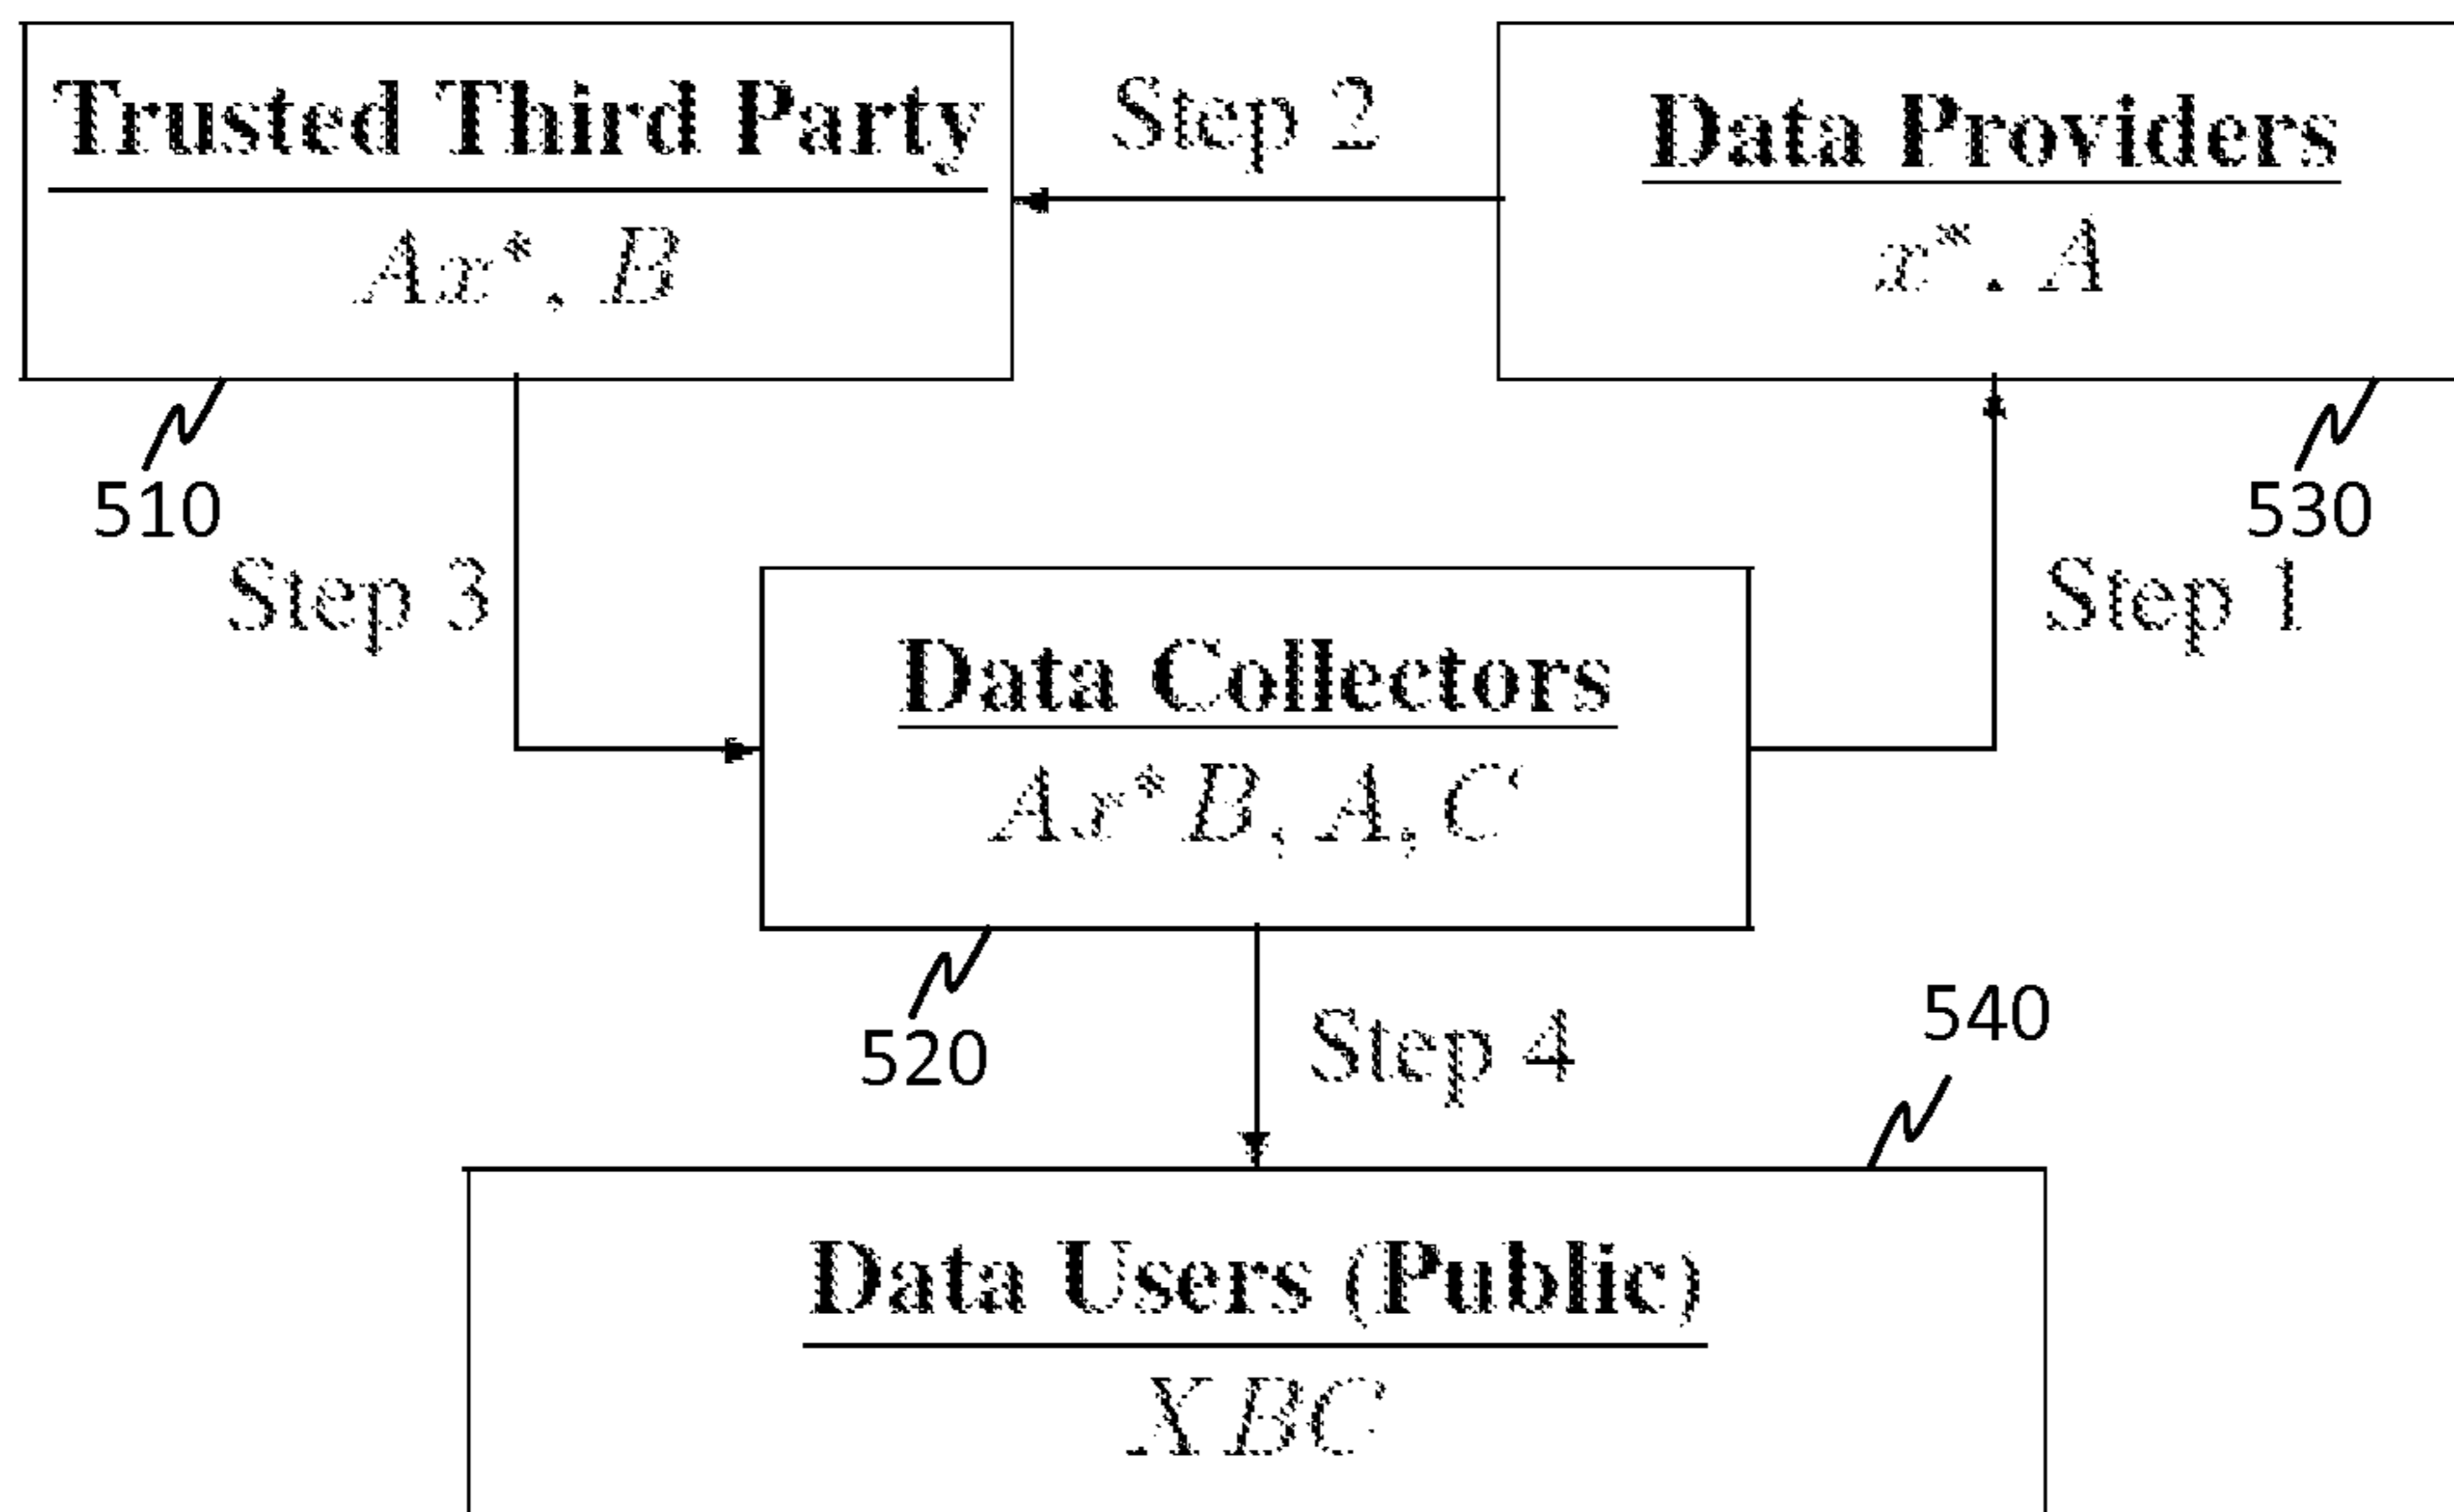 Trusted Third Party
Ax*, B
Step 2
Data Providers
x*, A
510
530
Step 3
Step 1
Data Collectors
Ax*B, A, C
520
Step 4
540
Data Users (Public)
XBC